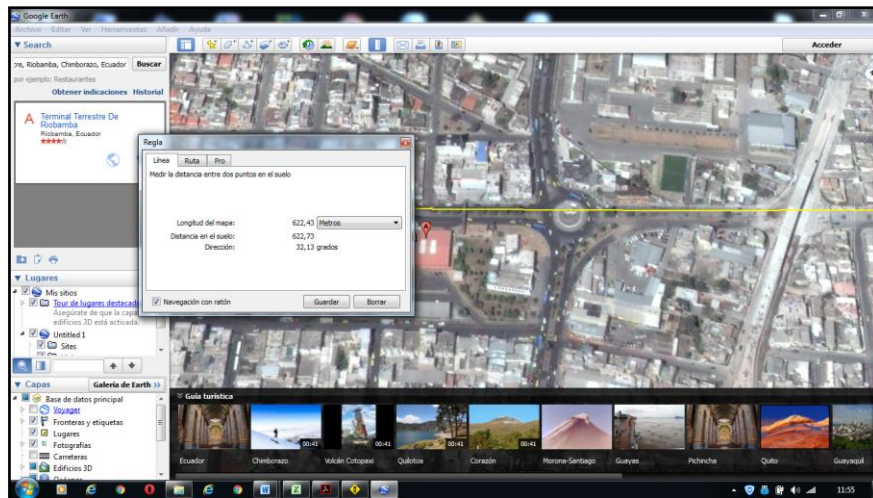 Google Earth
Archivo Editar Ver Herramientas Añadir Ayuda
Search
Acceder
re, Riobamba, Chimborazo, Ecuador Buscar
por ejemplo: Restaurantes
Obtener indicaciones Historial
A Terminal Terrestre De
Riobamba
Riobamba, Ecuador
Regla
Línea Ruta Pro
Medir la distancia entre dos puntos en el suelo
Longitud del mapa: 622,43 Metros
Distancia en el suelo: 622,73
Dirección: 32,13 grados
Navegación con ratón Guardar Borrar
A
Lugares
Mis sitios
Tour de lugares destacad
Asegúrate de que la capa
edificios 3D está activada.
Untitled 1
Sites
Capas Galería de Earth >>
Base de datos principal
Voyager
Fronteras y etiquetas
Lugares
Fotografías
Carreteras
Edificios 3D
Guía turística
00:41 00:41 00:41 00:41
Ecuador Chimborazo Volcán Cotopaxi Quilotoa Corazón Morona-Santiago Guayas Pichincha Quito Guayaquil
11:55